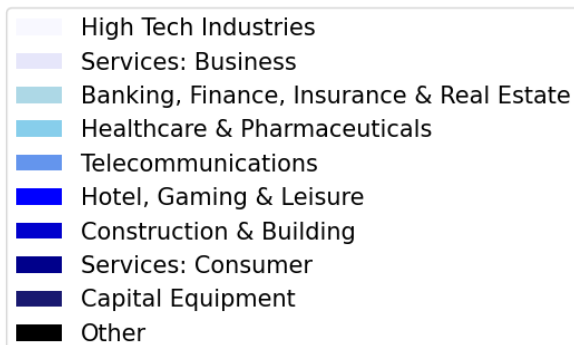 High Tech Industries
Services: Business
Banking, Finance, Insurance & Real Estate
Healthcare & Pharmaceuticals
Telecommunications
Hotel, Gaming & Leisure
Construction & Building
Services: Consumer
Capital Equipment
Other